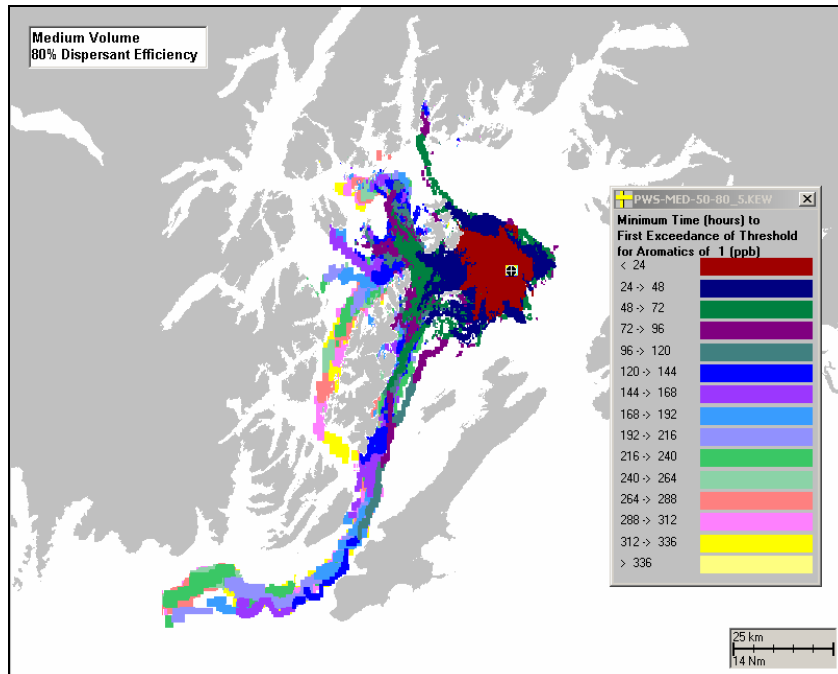 Medium Volume
80% Dispersant Efficiency
PWS-MED-50-80_5.KEW
Minimum Time (hours) to
First Exceedance of Threshold
for Aromatics of 1 (ppb)
< 24
24 -> 48
48 -> 72
72 -> 96
96 -> 120
120 -> 144
144 -> 168
168 -> 192
192 -> 216
216 -> 240
240 -> 264
264 -> 288
288 -> 312
312 -> 336
> 336
25 km
14 Nm